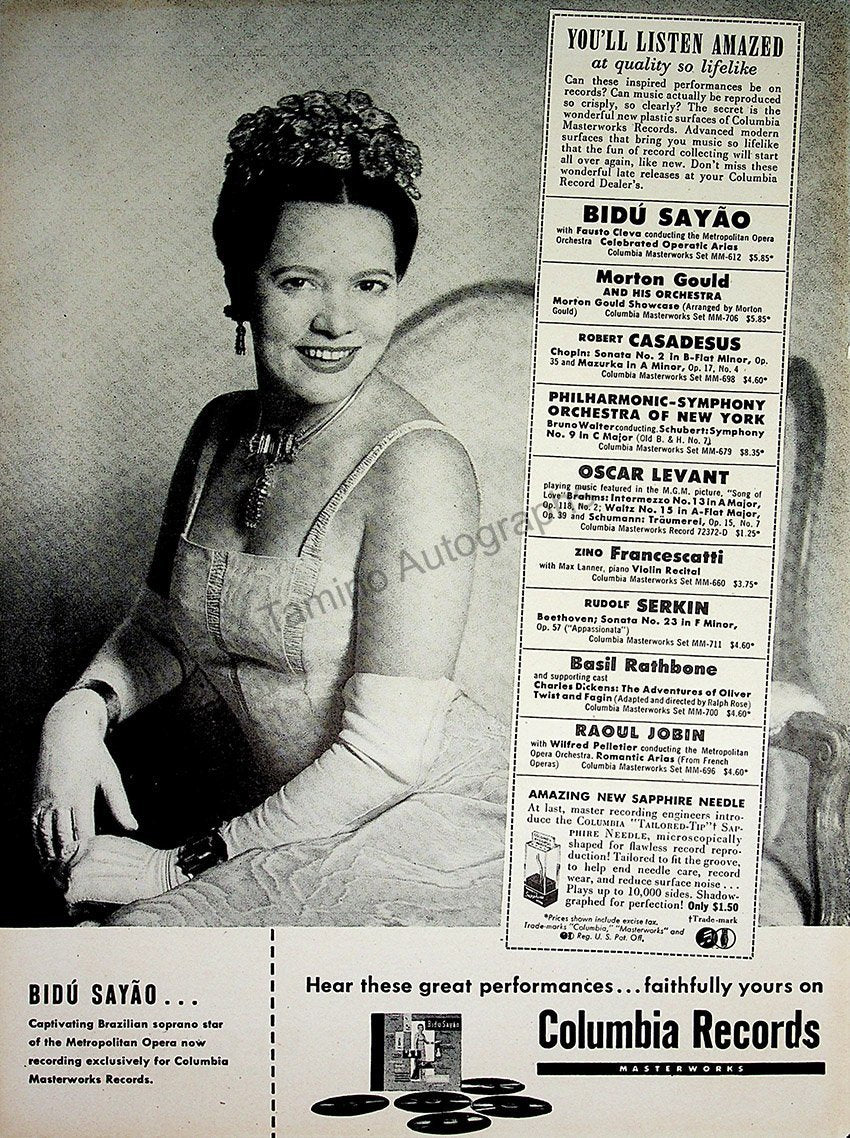 YOU'LL LISTEN AMAZED
at quality so lifelike
Can these inspired performances be on
records? Can music actually be reproduced
so crisply, so clearly? The secret is the
wonderful new plastic surfaces of Columbia
Masterworks Records. Advanced modern
surfaces that bring you music so lifelike
that the fun of record collecting will start
all over again, like new. Don't miss these
wonderful late releases at your Columbia
Record Dealer's.
BIDÚ SAYÃO
with Fausto Cleva conducting the Metropolitan Opera
Orchestra Celebrated Operatic Arias
Columbia Masterworks Set MM-612 $5.85*
Morton Gould
AND HIS ORCHESTRA
Morton Gould Showcase (Arranged by Morton
Gould) Columbia Masterworks Set MM-706 $5.85*
ROBERT CASADESUS
Chopin: Sonata No. 2 in B-Flat Minor, Op.
35 and Mazurka in A Minor, Op. 17, No. 4
Columbia Masterworks Set MM-698 $4.60*
PHILHARMONIC-SYMPHONY
ORCHESTRA OF NEW YORK
Bruno Walter conducting. Schubert: Symphony
No. 9 in C Major (Old B. & H. No. 7)
Columbia Masterworks Set MM-679 $8.35*
OSCAR LEVANT
playing music featured in the M.G.M. picture, "Song of
Love" Brahms: Intermezzo No. 13 in A Major,
Op. 118, No. 2; Waltz No. 15 in A-Flat Major,
Op. 39 and Schumann: Träumerei, Op. 15, No. 7
Columbia Masterworks Record 72372-D $1.25*
ZINO Francescatti
with Max Lanner, piano Violin Recital
Columbia Masterworks Set MM-660 $3.75*
RUDOLF SERKIN
Beethoven; Sonata No. 23 in F Minor,
Op. 57 ("Appassionata")
Columbia Masterworks Set MM-711 $4.60*
Basil Rathbone
and supporting cast
Charles Dickens: The Adventures of Oliver
Twist and Fagin (Adapted and directed by Ralph Rose)
Columbia Masterworks Set MM-700 $4.60*
RAOUL JOBIN
with Wilfred Pelletier conducting the Metropolitan
Opera Orchestra. Romantic Arias (From French
Operas) Columbia Masterworks Set MM-696 $4.60*
AMAZING NEW SAPPHIRE NEEDLE
At last, master recording engineers intro-
duce the COLUMBIA "TAILORED-TIP"† SAP-
PHIRE NEEDLE, microscopically
shaped for flawless record repro-
duction! Tailored to fit the groove,
to help end needle care, record
wear, and reduce surface noise ...
Plays up to 10,000 sides. Shadow-
graphed for perfection! Only $1.50
*Prices shown include excise tax. †Trade-mark
Trade-marks "Columbia," "Masterworks" and
Reg. U. S. Pat. Off.
Tamino Autographs
BIDÚ SAYÃO ...
Captivating Brazilian soprano star
of the Metropolitan Opera now
recording exclusively for Columbia
Masterworks Records.
Hear these great performances...faithfully yours on
Bidú Sayão
Columbia Records
MASTERWORKS